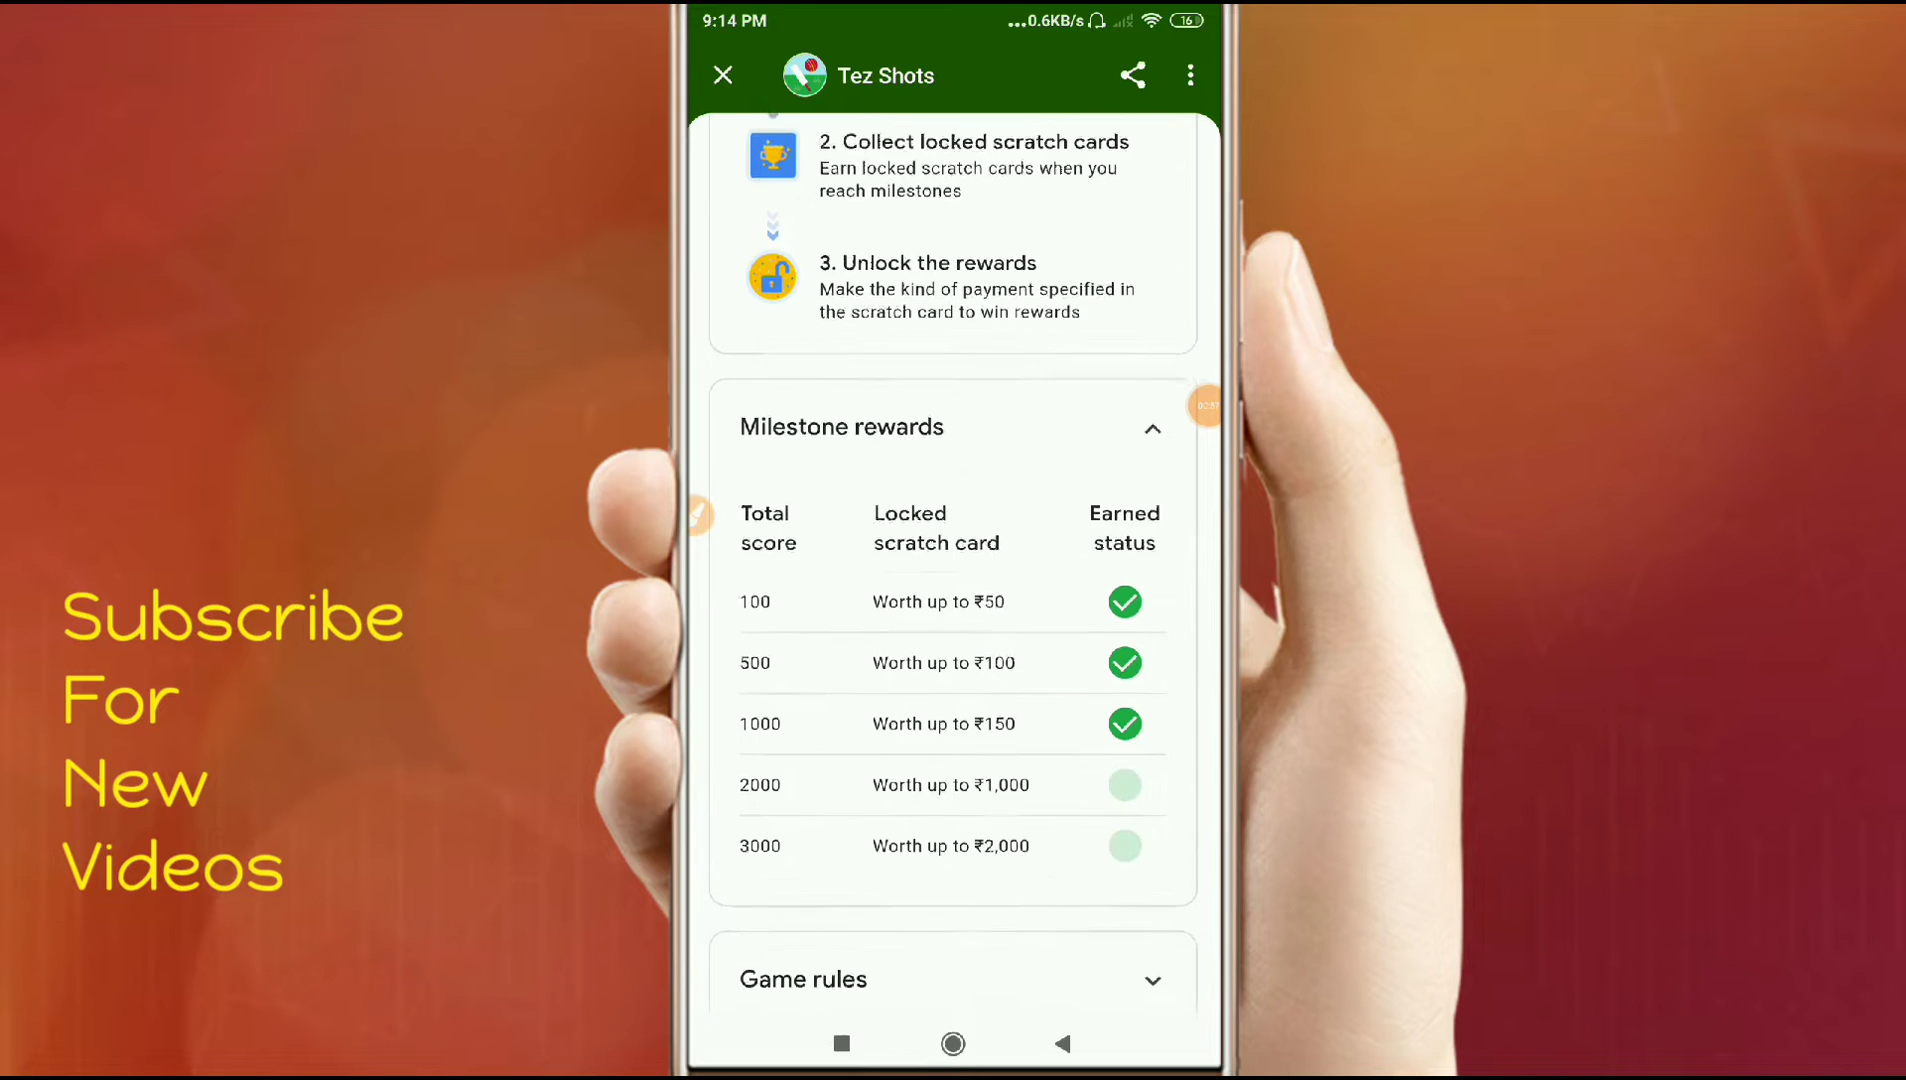 9:14 PM
...0.6KB/s
16
Tez Shots
2. Collect locked scratch cards
Earn locked scratch cards when you
reach milestones
3. Unlock the rewards
Make the kind of payment specified in
the scratch card to win rewards
Milestone rewards
00:57
Total
score
Locked
scratch card
Earned
status
100 Worth up to ₹50
500 Worth up to ₹100
1000 Worth up to ₹150
2000 Worth up to ₹1,000
3000 Worth up to ₹2,000
Game rules
Subscribe
For
New
Videos